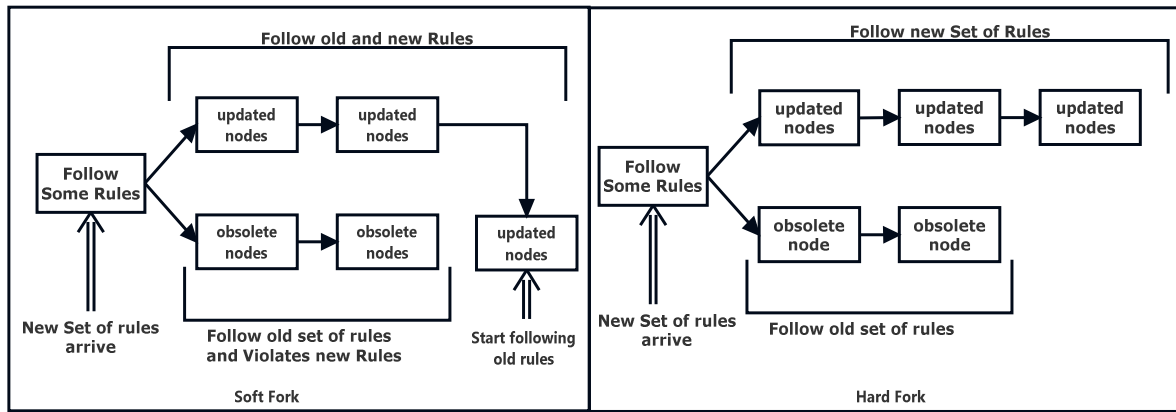 Follow old and new Rules
updated
nodes
updated
nodes
Follow
Some Rules
obsolete
nodes
obsolete
nodes
updated
nodes
New Set of rules
arrive
Follow old set of rules
and Violates new Rules
Start following
old rules
Soft Fork
Follow new Set of Rules
updated
nodes
updated
nodes
updated
nodes
Follow
Some Rules
obsolete
node
obsolete
node
New Set of rules
arrive
Follow old set of rules
Hard Fork